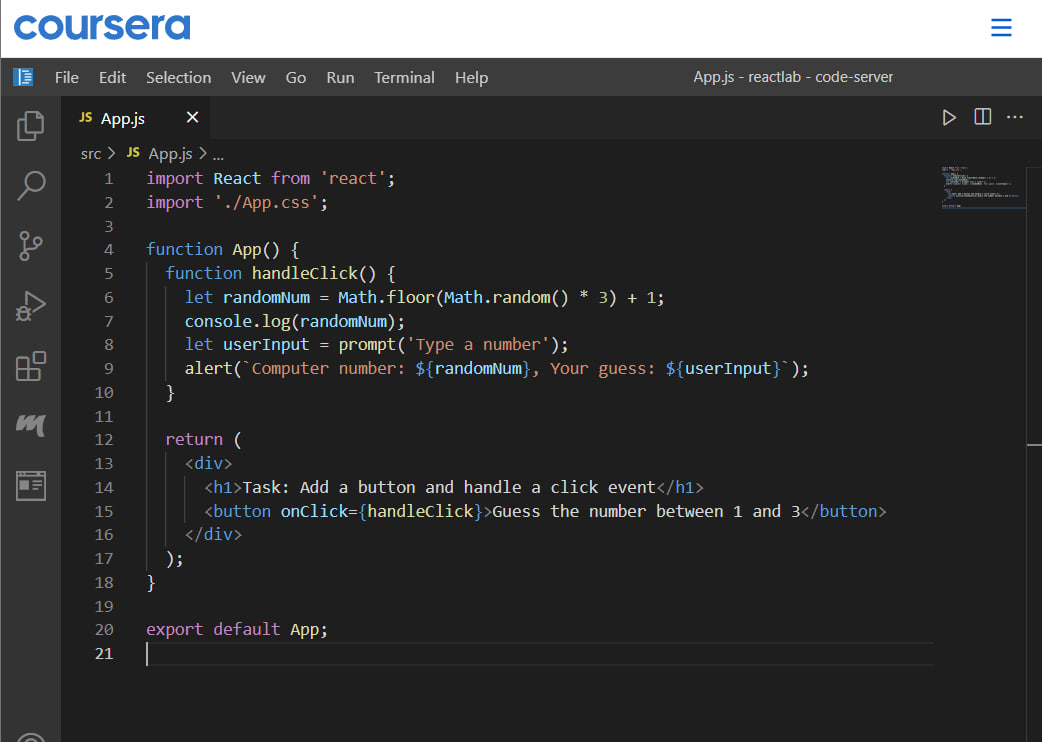 coursera
File Edit Selection View Go Run Terminal Help App.js - reactlab - code-server
JS App.js ×
src > JS App.js > ...
1 import React from 'react';
2 import './App.css';
3
4 function App() {
5   function handleClick() {
6     let randomNum = Math.floor(Math.random() * 3) + 1;
7     console.log(randomNum);
8     let userInput = prompt('Type a number');
9     alert(`Computer number: ${randomNum}, Your guess: ${userInput}`);
10   }
11
12   return (
13     <div>
14       <h1>Task: Add a button and handle a click event</h1>
15       <button onClick={handleClick}>Guess the number between 1 and 3</button>
16     </div>
17   );
18 }
19
20 export default App;
21